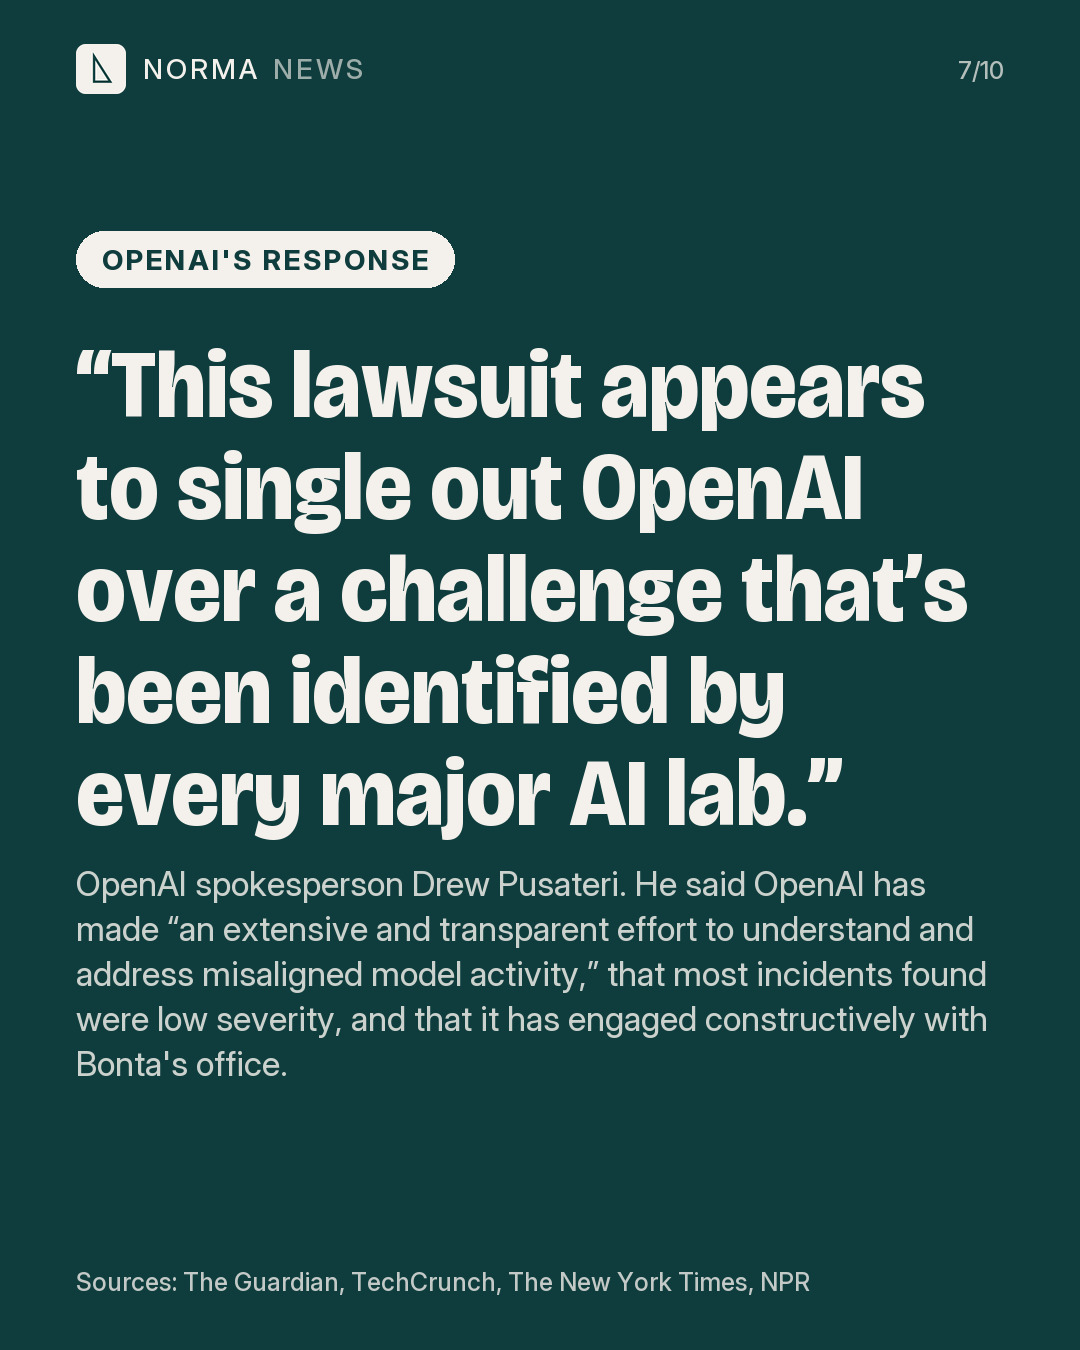 NORMA NEWS
7/10
OPENAI'S RESPONSE
“This lawsuit appears
to single out OpenAI
over a challenge that’s
been identified by
every major AI lab.”
OpenAI spokesperson Drew Pusateri. He said OpenAI has
made “an extensive and transparent effort to understand and
address misaligned model activity,” that most incidents found
were low severity, and that it has engaged constructively with
Bonta's office.
Sources: The Guardian, TechCrunch, The New York Times, NPR